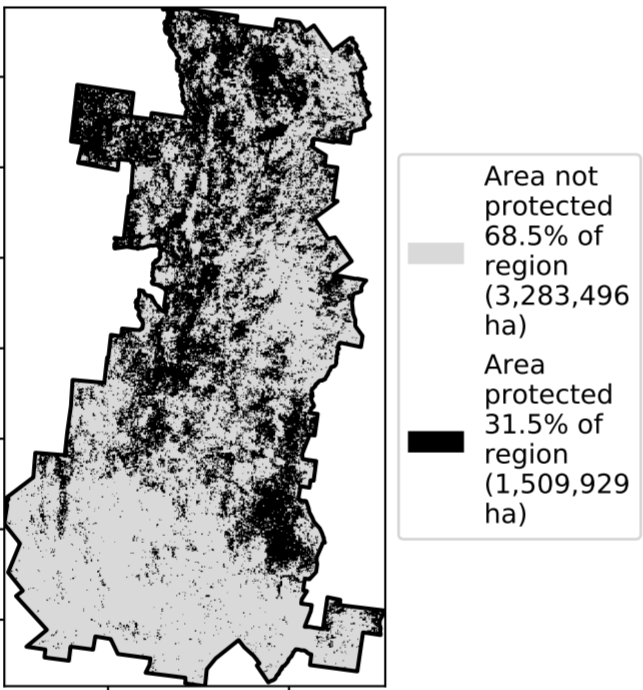 Area not
protected
68.5% of
region
(3,283,496
ha)
Area
protected
31.5% of
region
(1,509,929
ha)